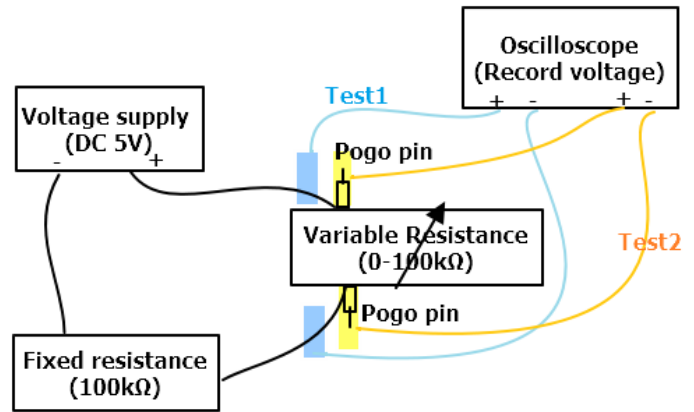 Oscilloscope
(Record voltage)
+ - + -
Test1
Voltage supply
(DC 5V)
- +
Pogo pin
Variable Resistance
(0-100kΩ)
Test2
Pogo pin
Fixed resistance
(100kΩ)